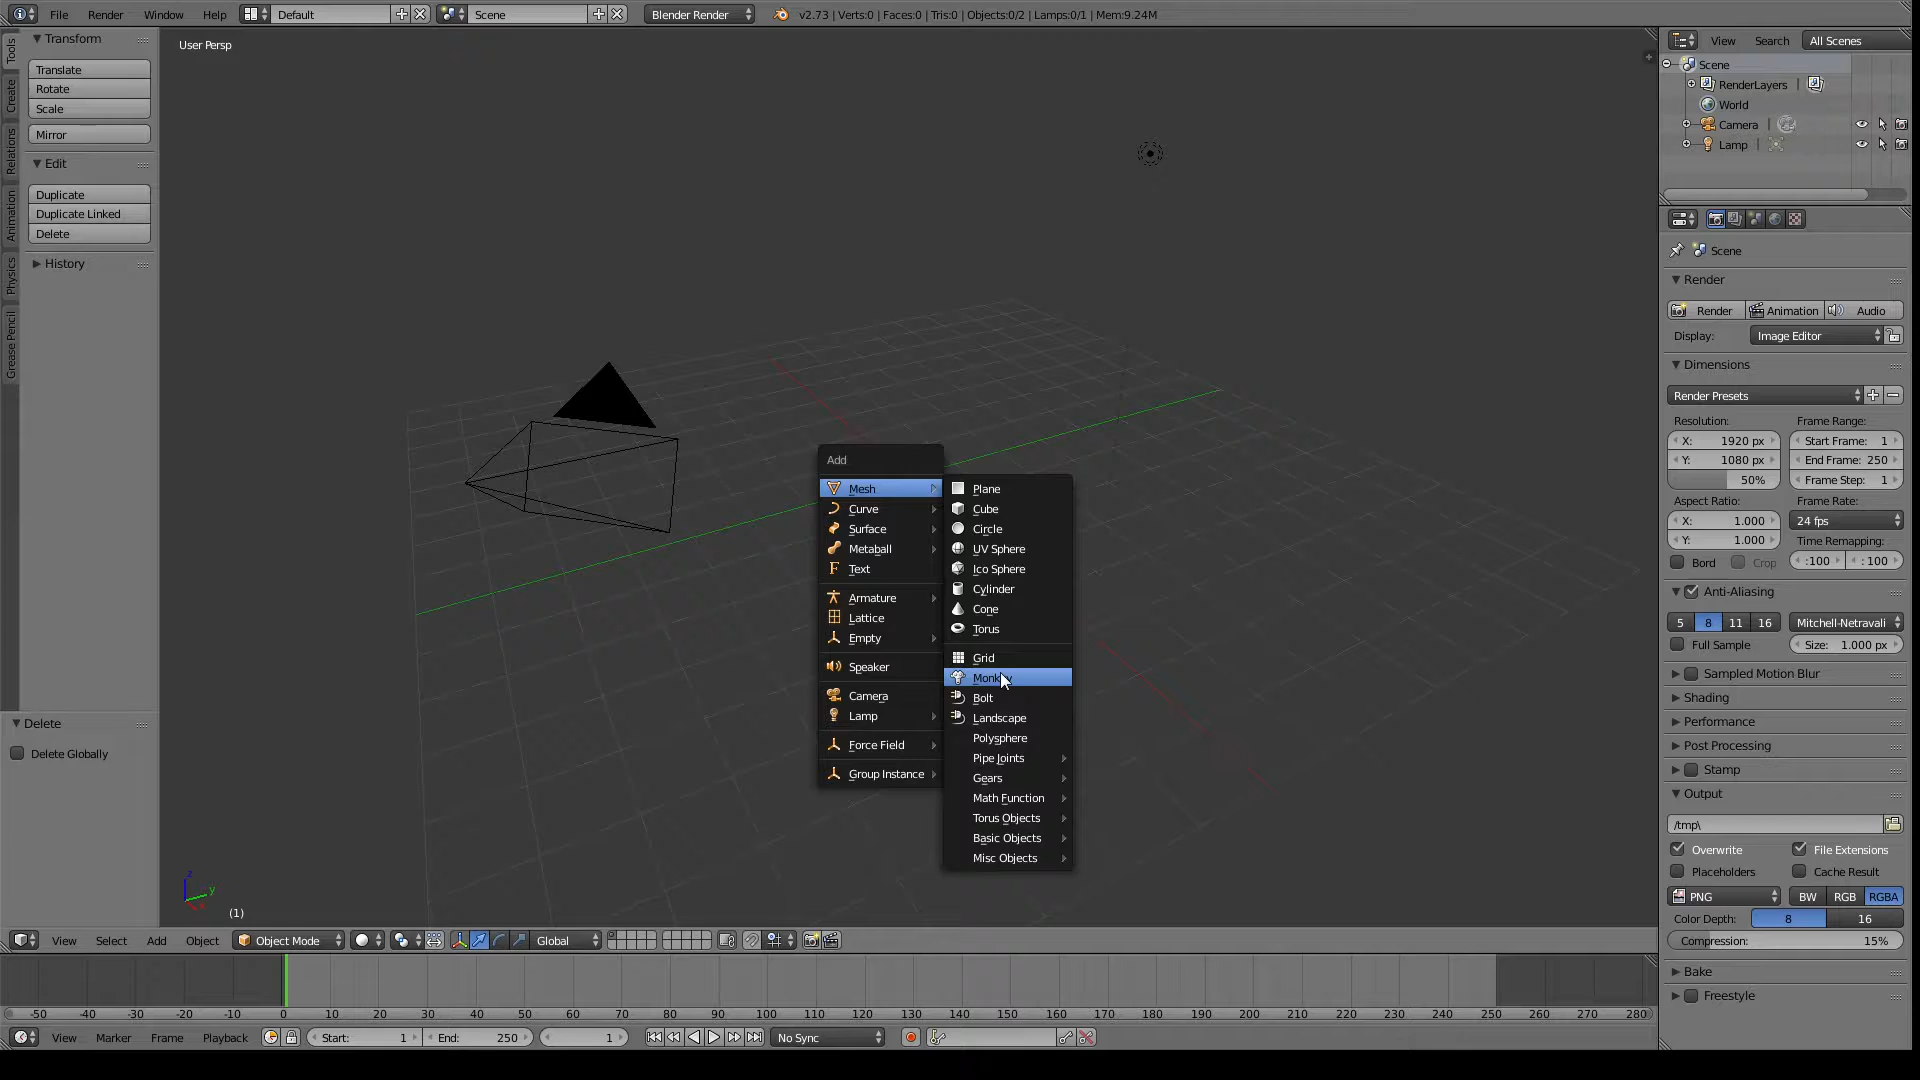 File Render Window Help Default Scene Blender Render v2.73 | Verts:0 | Faces:0 | Tris:0 | Objects:0/2 | Lamps:0/1 | Mem:9.24M
Tools
Create
Relations
Animation
Physics
Grease Pencil
Transform
Translate
Rotate
Scale
Mirror
Edit
Duplicate
Duplicate Linked
Delete
History
Delete
Delete Globally
User Persp
Add
Mesh
Curve
Surface
Metaball
Text
Armature
Lattice
Empty
Speaker
Camera
Lamp
Force Field
Group Instance
Plane
Cube
Circle
UV Sphere
Ico Sphere
Cylinder
Cone
Torus
Grid
Monkey
Bolt
Landscape
Polysphere
Pipe Joints
Gears
Math Function
Torus Objects
Basic Objects
Misc Objects
z
y
x
(1)
View Select Add Object Object Mode Global
-50 -40 -30 -20 -10 0 10 20 30 40 50 60 70 80 90 100 110 120 130 140 150 160 170 180 190 200 210 220 230 240 250 260 270 280
View Marker Frame Playback Start: 1 End: 250 1 No Sync
View Search All Scenes
Scene
RenderLayers |
World
Camera |
Lamp |
Scene
Render
Render Animation Audio
Display: Image Editor
Dimensions
Render Presets
Resolution: Frame Range:
X: 1920 px Start Frame: 1
Y: 1080 px End Frame: 250
50% Frame Step: 1
Aspect Ratio: Frame Rate:
X: 1.000 24 fps
Y: 1.000 Time Remapping:
Bord Crop :100 : 100
Anti-Aliasing
5 8 11 16 Mitchell-Netravali
Full Sample Size: 1.000 px
Sampled Motion Blur
Shading
Performance
Post Processing
Stamp
Output
/tmp\
Overwrite File Extensions
Placeholders Cache Result
PNG BW RGB RGBA
Color Depth: 8 16
Compression: 15%
Bake
Freestyle